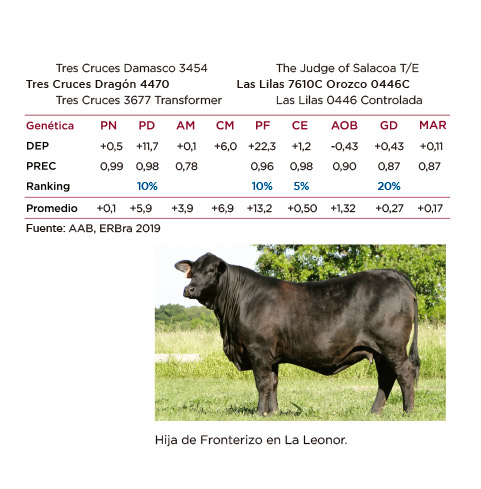 Tres Cruces Damasco 3454 The Judge of Salacoa T/E
Tres Cruces Dragón 4470 Las Lilas 7610C Orozco 0446C
Tres Cruces 3677 Transformer Las Lilas 0446 Controlada
Genética PN PD AM CM PF CE AOB GD MAR
DEP +0,5 +11,7 +0,1 +6,0 +22,3 +1,2 -0,43 +0,43 +0,11
PREC 0,99 0,98 0,78 0,96 0,98 0,90 0,87 0,87
Ranking 10% 10% 5% 20%
Promedio +0,1 +5,9 +3,9 +6,9 +13,2 +0,50 +1,32 +0,27 +0,17
Fuente: AAB, ERBra 2019
Hija de Fronterizo en La Leonor.